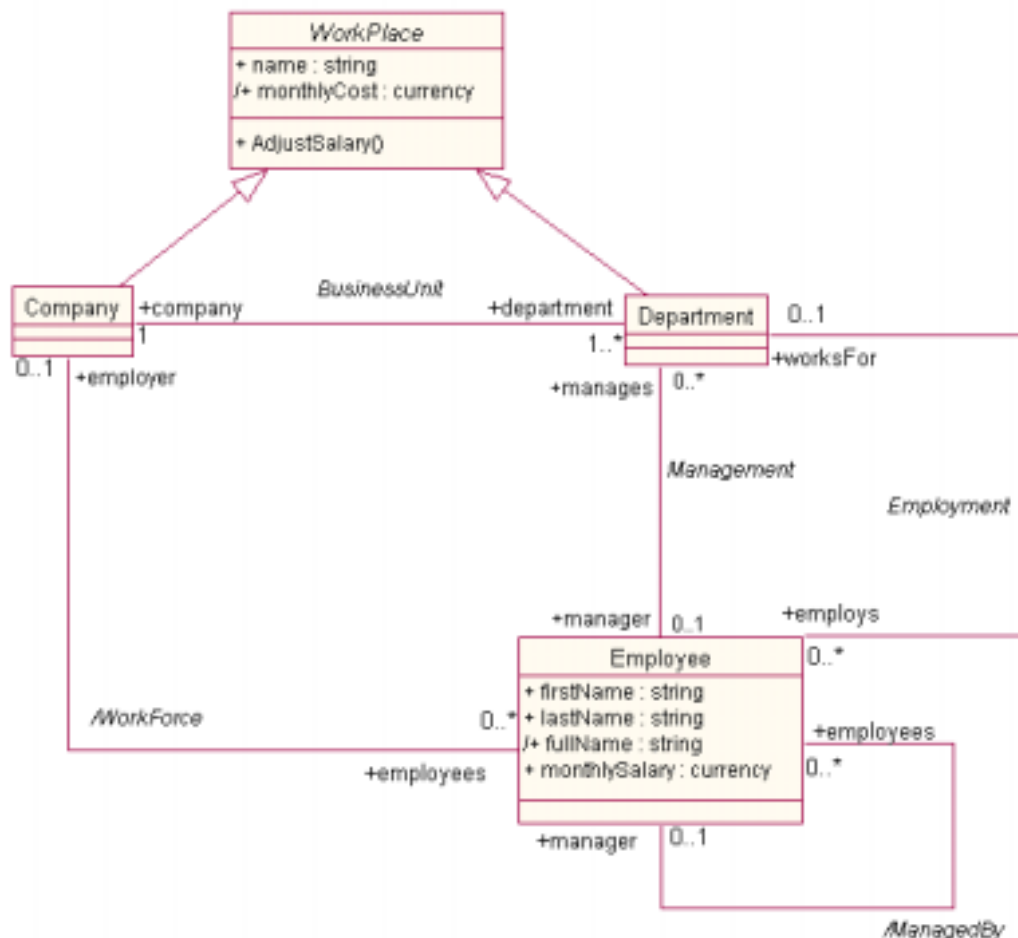 WorkPlace
+ name : string
/+ monthlyCost : currency
+ AdjustSalary()
Company
+company
1
BusinessUnit
+department
1..*
Department
0..1
+worksFor
0..1
+employer
+manages
0..*
Management
Employment
+manager
0..1
+employs
0..*
Employee
+ firstName : string
+ lastName : string
/+ fullName : string
+ monthlySalary : currency
/WorkForce
0..*
+employees
+employees
0..*
+manager
0..1
/ManagedBy